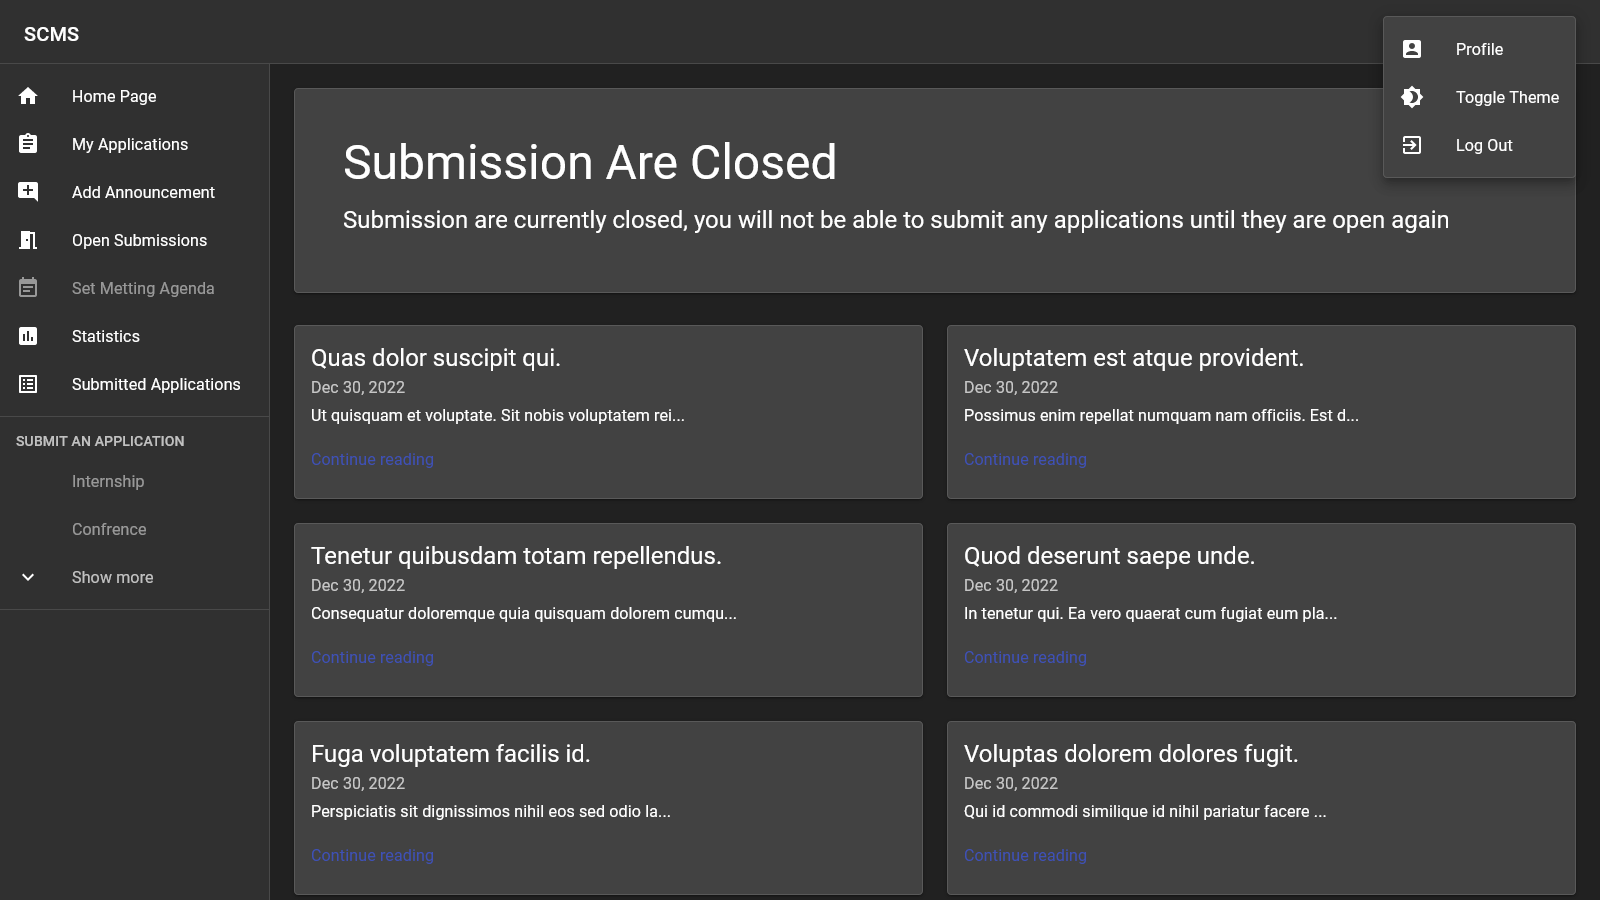 SCMS
Profile
Toggle Theme
Log Out
Home Page
My Applications
Add Announcement
Open Submissions
Set Metting Agenda
Statistics
Submitted Applications
SUBMIT AN APPLICATION
Internship
Confrence
Show more
Submission Are Closed
Submission are currently closed, you will not be able to submit any applications until they are open again
Quas dolor suscipit qui.
Dec 30, 2022
Ut quisquam et voluptate. Sit nobis voluptatem rei...
Continue reading
Voluptatem est atque provident.
Dec 30, 2022
Possimus enim repellat numquam nam officiis. Est d...
Continue reading
Tenetur quibusdam totam repellendus.
Dec 30, 2022
Consequatur doloremque quia quisquam dolorem cumqu...
Continue reading
Quod deserunt saepe unde.
Dec 30, 2022
In tenetur qui. Ea vero quaerat cum fugiat eum pla...
Continue reading
Fuga voluptatem facilis id.
Dec 30, 2022
Perspiciatis sit dignissimos nihil eos sed odio la...
Continue reading
Voluptas dolorem dolores fugit.
Dec 30, 2022
Qui id commodi similique id nihil pariatur facere ...
Continue reading